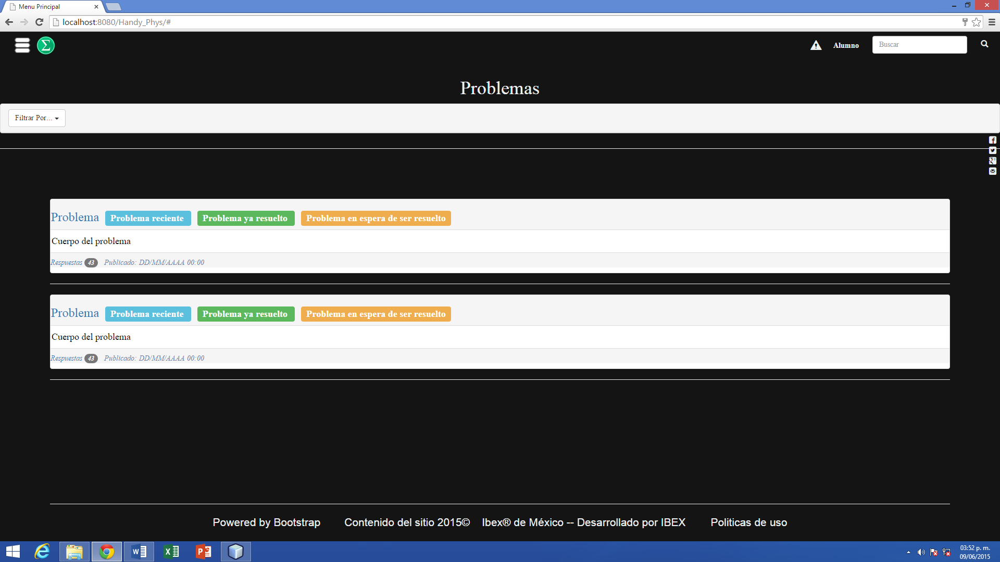 Menu Principal
localhost:8080/Handy_Phys/#
Σ
Alumno
Buscar
Problemas
Filtrar Por...
Problema Problema reciente Problema ya resuelto Problema en espera de ser resuelto
Cuerpo del problema
Respuestas 43 Publicado: DD/MM/AAAA 00:00
Problema Problema reciente Problema ya resuelto Problema en espera de ser resuelto
Cuerpo del problema
Respuestas 43 Publicado: DD/MM/AAAA 00:00
Powered by Bootstrap Contenido del sitio 2015© Ibex® de México -- Desarrollado por IBEX Politicas de uso
03:52 p. m.
09/06/2015